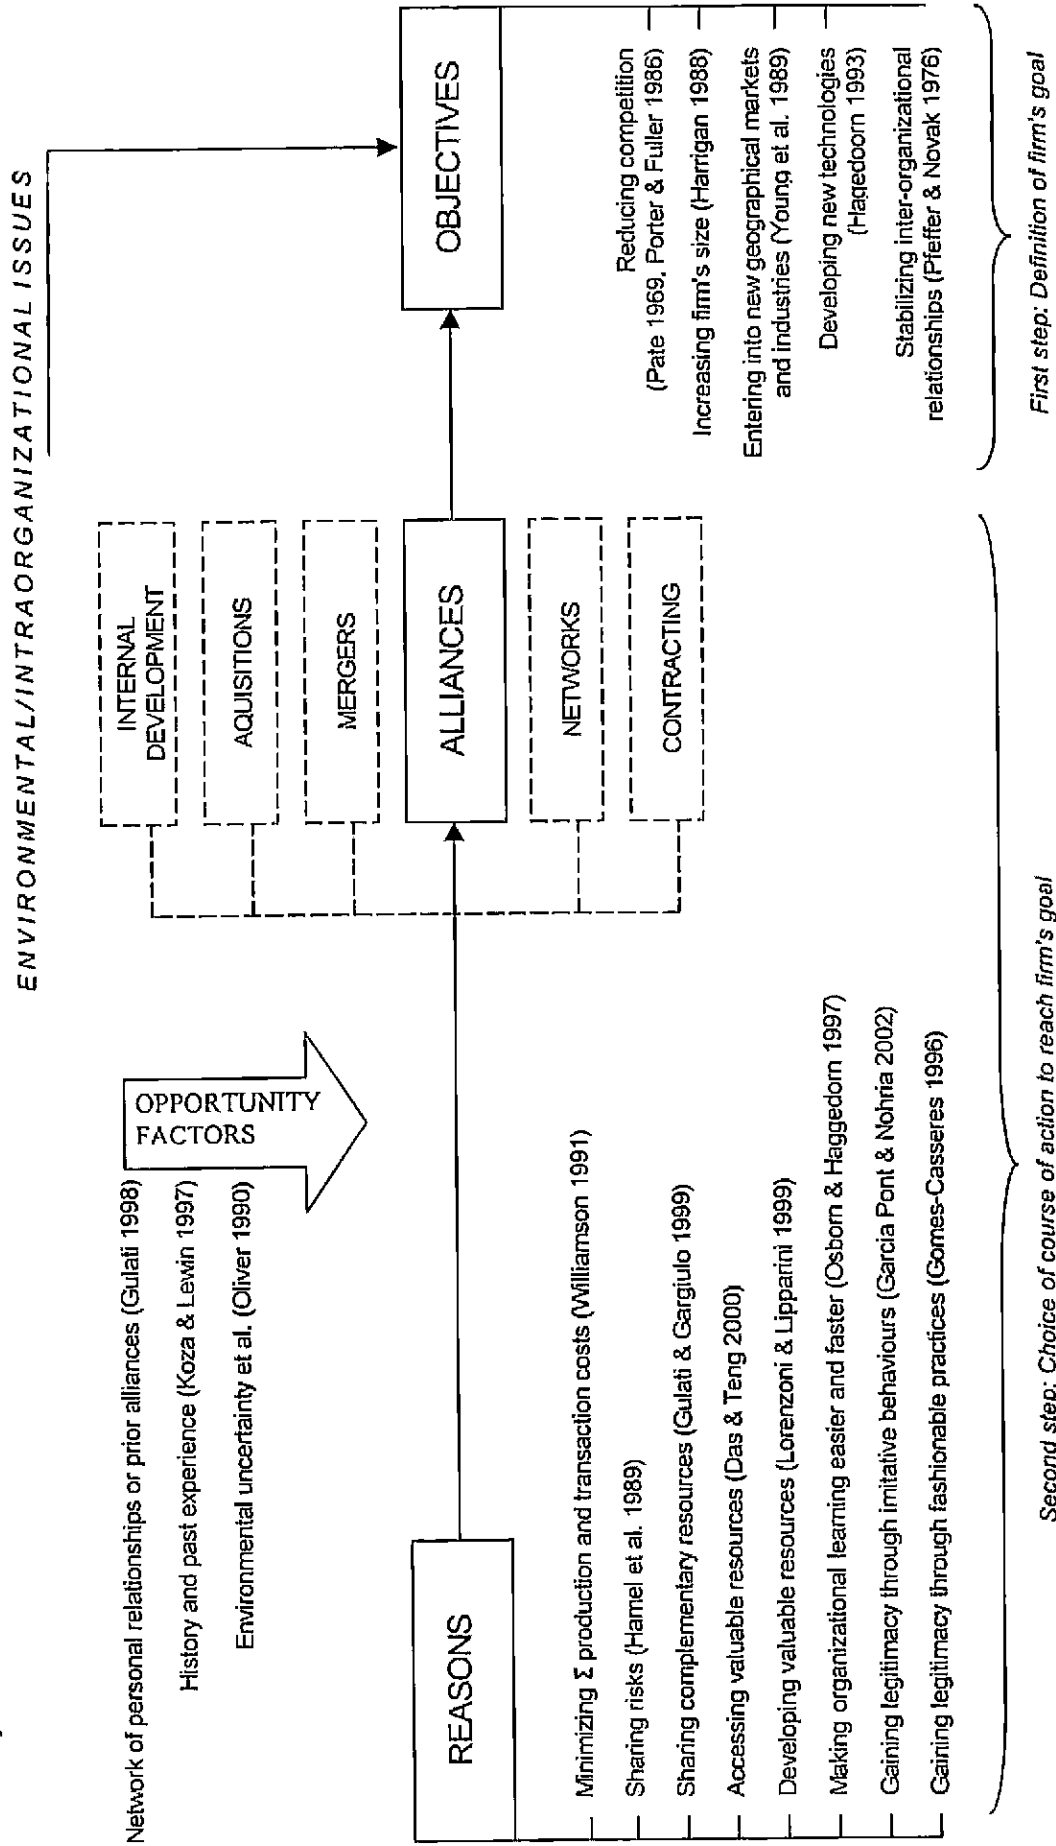 ENVIRONMENTAL/INTRAORGANIZATIONAL ISSUES
Network of personal relationships or prior alliances (Gulati 1998)
History and past experience (Koza & Lewin 1997)
Environmental uncertainty et al. (Oliver 1990)
OPPORTUNITY
FACTORS
INTERNAL
DEVELOPMENT
AQUISITIONS
MERGERS
REASONS
ALLIANCES
OBJECTIVES
NETWORKS
CONTRACTING
Minimizing Σ production and transaction costs (Williamson 1991)
Sharing risks (Hamel et al. 1989)
Sharing complementary resources (Gulati & Gargiulo 1999)
Accessing valuable resources (Das & Teng 2000)
Developing valuable resources (Lorenzoni & Lipparini 1999)
Making organizational learning easier and faster (Osborn & Haggedorn 1997)
Gaining legitimacy through imitative behaviours (Garcia Pont & Nohria 2002)
Gaining legitimacy through fashionable practices (Gomes-Casseres 1996)
Reducing competition
(Pate 1969, Porter & Fuller 1986)
Increasing firm's size (Harrigan 1988)
Entering into new geographical markets
and industries (Young et al. 1989)
Developing new technologies
(Hagedoorn 1993)
Stabilizing inter-organizational
relationships (Pfeffer & Novak 1976)
Second step: Choice of course of action to reach firm's goal
First step: Definition of firm's goal